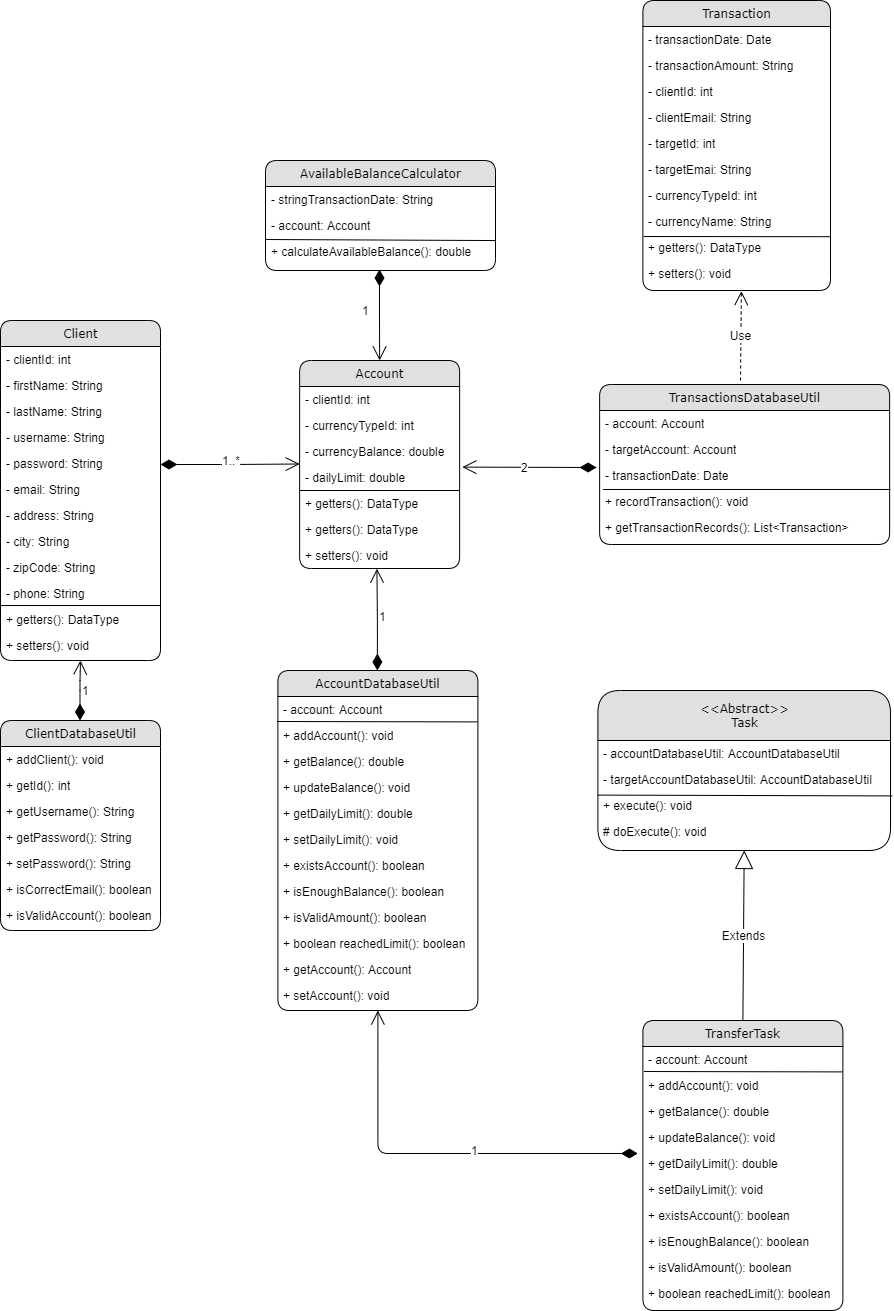 Transaction
- transactionDate: Date
- transactionAmount: String
- clientId: int
- clientEmail: String
- targetId: int
- targetEmai: String
- currencyTypeId: int
- currencyName: String
+ getters(): DataType
+ setters(): void
AvailableBalanceCalculator
- stringTransactionDate: String
- account: Account
+ calculateAvailableBalance(): double
1
Use
Client
- clientId: int
- firstName: String
- lastName: String
- username: String
- password: String
- email: String
- address: String
- city: String
- zipCode: String
- phone: String
+ getters(): DataType
+ setters(): void
1..*
Account
- clientId: int
- currencyTypeId: int
- currencyBalance: double
- dailyLimit: double
+ getters(): DataType
+ getters(): DataType
+ setters(): void
2
TransactionsDatabaseUtil
- account: Account
- targetAccount: Account
- transactionDate: Date
+ recordTransaction(): void
+ getTransactionRecords(): List<Transaction>
1
1
ClientDatabaseUtil
+ addClient(): void
+ getId(): int
+ getUsername(): String
+ getPassword(): String
+ setPassword(): String
+ isCorrectEmail(): boolean
+ isValidAccount(): boolean
AccountDatabaseUtil
- account: Account
+ addAccount(): void
+ getBalance(): double
+ updateBalance(): void
+ getDailyLimit(): double
+ setDailyLimit(): void
+ existsAccount(): boolean
+ isEnoughBalance(): boolean
+ isValidAmount(): boolean
+ boolean reachedLimit(): boolean
+ getAccount(): Account
+ setAccount(): void
<<Abstract>>
Task
- accountDatabaseUtil: AccountDatabaseUtil
- targetAccountDatabaseUtil: AccountDatabaseUtil
+ execute(): void
# doExecute(): void
Extends
1
TransferTask
- account: Account
+ addAccount(): void
+ getBalance(): double
+ updateBalance(): void
+ getDailyLimit(): double
+ setDailyLimit(): void
+ existsAccount(): boolean
+ isEnoughBalance(): boolean
+ isValidAmount(): boolean
+ boolean reachedLimit(): boolean